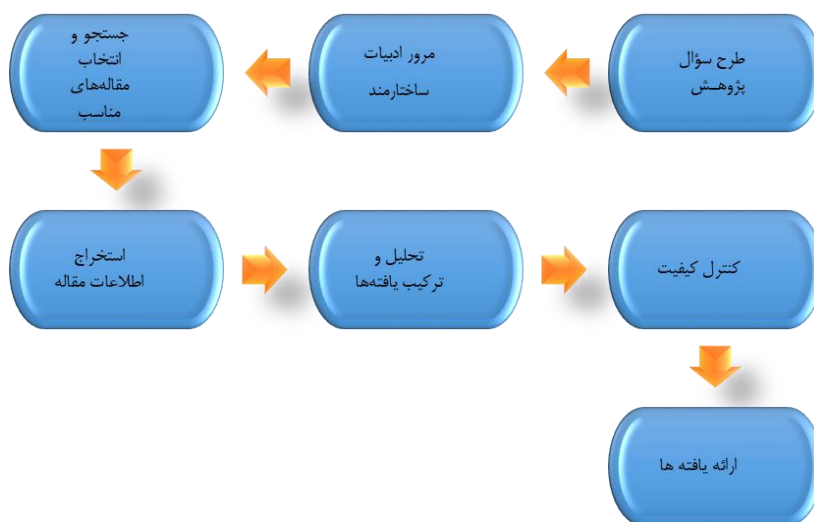 طرح سؤال
پژوهــش
مرور ادبیات
ساختارمند
جستجو و
انتخاب
مقاله‌های
مناسب
استخراج
اطلاعات مقاله
تحلیل و
ترکیب یافته‌ها
کنترل کیفیت
ارائه یافته ها